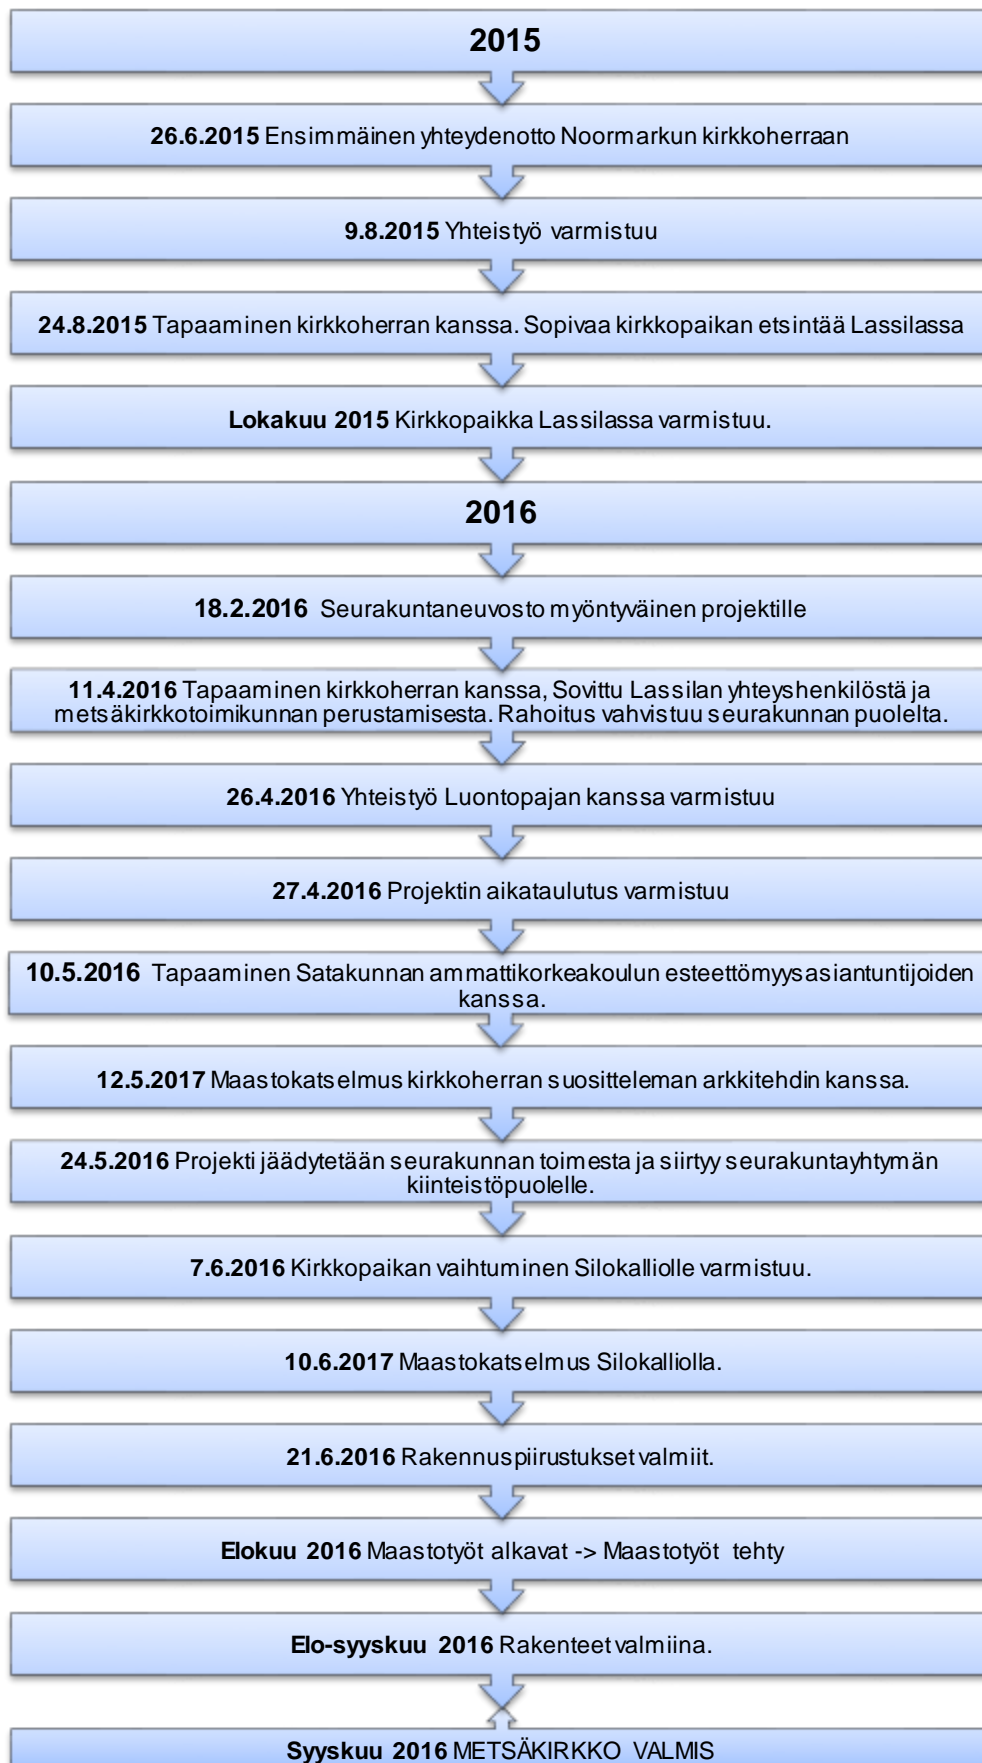 2015
26.6.2015 Ensimmäinen yhteydenotto Noormarkun kirkkoherraan
9.8.2015 Yhteistyö varmistuu
24.8.2015 Tapaaminen kirkkoherran kanssa. Sopivaa kirkkopaikan etsintää Lassilassa
Lokakuu 2015 Kirkkopaikka Lassilassa varmistuu.
2016
18.2.2016 Seurakuntaneuvosto myöntyväinen projektille
11.4.2016 Tapaaminen kirkkoherran kanssa, Sovittu Lassilan yhteyshenkilöstä ja
metsäkirkkotoimikunnan perustamisesta. Rahoitus vahvistuu seurakunnan puolelta.
26.4.2016 Yhteistyö Luontopajan kanssa varmistuu
27.4.2016 Projektin aikataulutus varmistuu
10.5.2016 Tapaaminen Satakunnan ammattikorkeakoulun esteettömyysasiantuntijoiden
kanssa.
12.5.2017 Maastokatselmus kirkkoherran suositteleman arkkitehdin kanssa.
24.5.2016 Projekti jäädytetään seurakunnan toimesta ja siirtyy seurakuntayhtymän
kiinteistöpuolelle.
7.6.2016 Kirkkopaikan vaihtuminen Silokalliolle varmistuu.
10.6.2017 Maastokatselmus Silokalliolla.
21.6.2016 Rakennuspiirustukset valmiit.
Elokuu 2016 Maastotyöt alkavat -> Maastotyöt tehty
Elo-syyskuu 2016 Rakenteet valmiina.
Syyskuu 2016 METSÄKIRKKO VALMIS